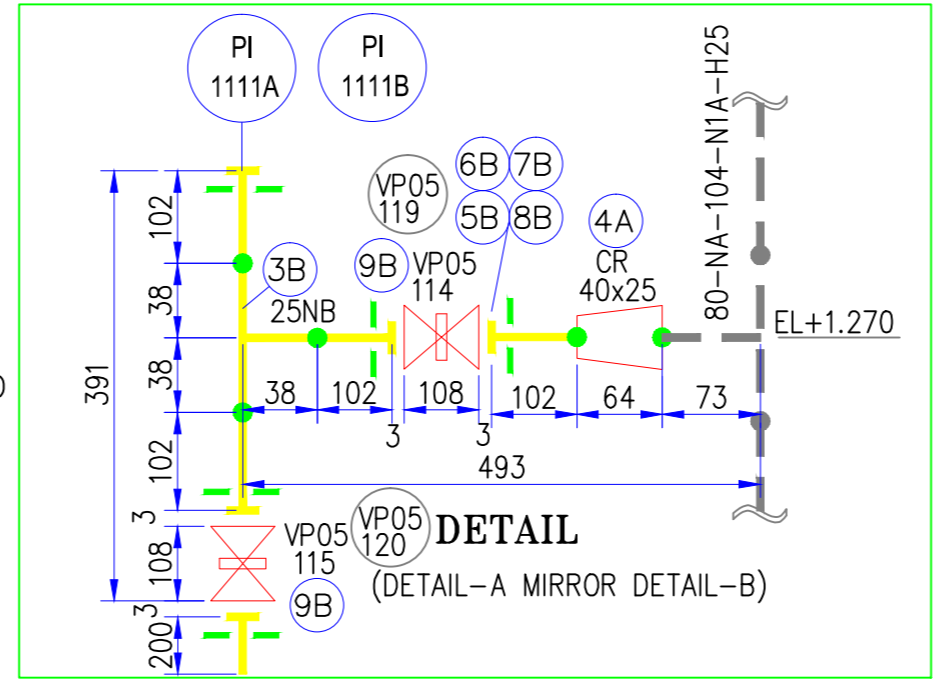 PI
1111A
PI
1111B
80-NA-104-N1A-H25
VP05
119
6B
7B
5B
8B
4A
CR
40x25
3B
25NB
9B
VP05
114
EL+1.270
102
38
38
102
391
38
102
108
102
64
73
3
3
493
3
108
3
200
VP05
115
9B
VP05
120
DETAIL
(DETAIL-A MIRROR DETAIL-B)